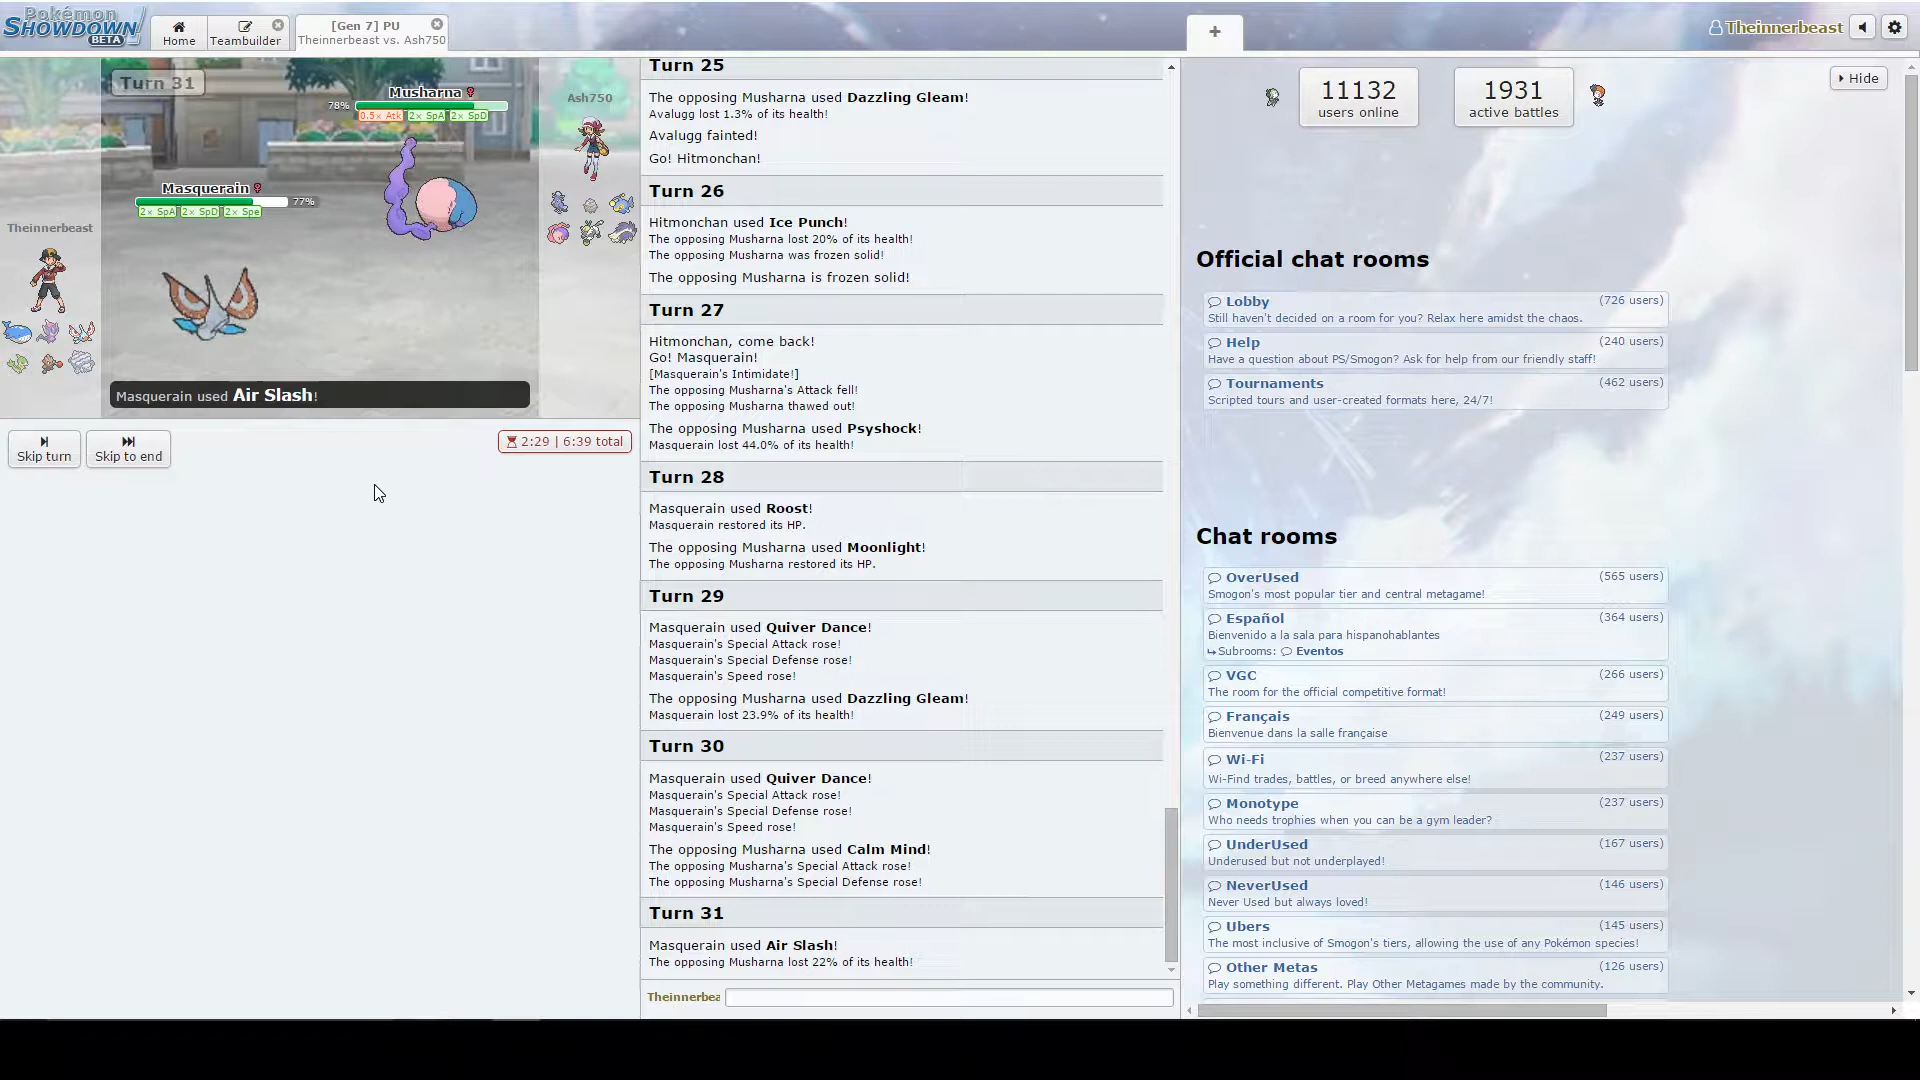 Pokémon
SHOWDOWN!
BETA
Home
Teambuilder
[Gen 7] PU
Theinnerbeast vs. Ash750
+
Theinnerbeast
Turn 31
Musharna
78%
0.5× Atk 2× SpA 2× SpD
Masquerain
77%
2× SpA 2× SpD 2× Spe
Ash750
Theinnerbeast
Masquerain used Air Slash!
Skip turn
Skip to end
2:29 | 6:39 total
Turn 25
The opposing Musharna used Dazzling Gleam!
Avalugg lost 1.3% of its health!
Avalugg fainted!
Go! Hitmonchan!
Turn 26
Hitmonchan used Ice Punch!
The opposing Musharna lost 20% of its health!
The opposing Musharna was frozen solid!
The opposing Musharna is frozen solid!
Turn 27
Hitmonchan, come back!
Go! Masquerain!
[Masquerain's Intimidate!]
The opposing Musharna's Attack fell!
The opposing Musharna thawed out!
The opposing Musharna used Psyshock!
Masquerain lost 44.0% of its health!
Turn 28
Masquerain used Roost!
Masquerain restored its HP.
The opposing Musharna used Moonlight!
The opposing Musharna restored its HP.
Turn 29
Masquerain used Quiver Dance!
Masquerain's Special Attack rose!
Masquerain's Special Defense rose!
Masquerain's Speed rose!
The opposing Musharna used Dazzling Gleam!
Masquerain lost 23.9% of its health!
Turn 30
Masquerain used Quiver Dance!
Masquerain's Special Attack rose!
Masquerain's Special Defense rose!
Masquerain's Speed rose!
The opposing Musharna used Calm Mind!
The opposing Musharna's Special Attack rose!
The opposing Musharna's Special Defense rose!
Turn 31
Masquerain used Air Slash!
The opposing Musharna lost 22% of its health!
Theinnerbea
11132
users online
1931
active battles
Hide
Official chat rooms
Lobby (726 users)
Still haven't decided on a room for you? Relax here amidst the chaos.
Help (240 users)
Have a question about PS/Smogon? Ask for help from our friendly staff!
Tournaments (462 users)
Scripted tours and user-created formats here, 24/7!
Chat rooms
OverUsed (565 users)
Smogon's most popular tier and central metagame!
Español (364 users)
Bienvenido a la sala para hispanohablantes
Subrooms: Eventos
VGC (266 users)
The room for the official competitive format!
Français (249 users)
Bienvenue dans la salle française
Wi-Fi (237 users)
Wi-Find trades, battles, or breed anywhere else!
Monotype (237 users)
Who needs trophies when you can be a gym leader?
UnderUsed (167 users)
Underused but not underplayed!
NeverUsed (146 users)
Never Used but always loved!
Ubers (145 users)
The most inclusive of Smogon's tiers, allowing the use of any Pokémon species!
Other Metas (126 users)
Play something different. Play Other Metagames made by the community.